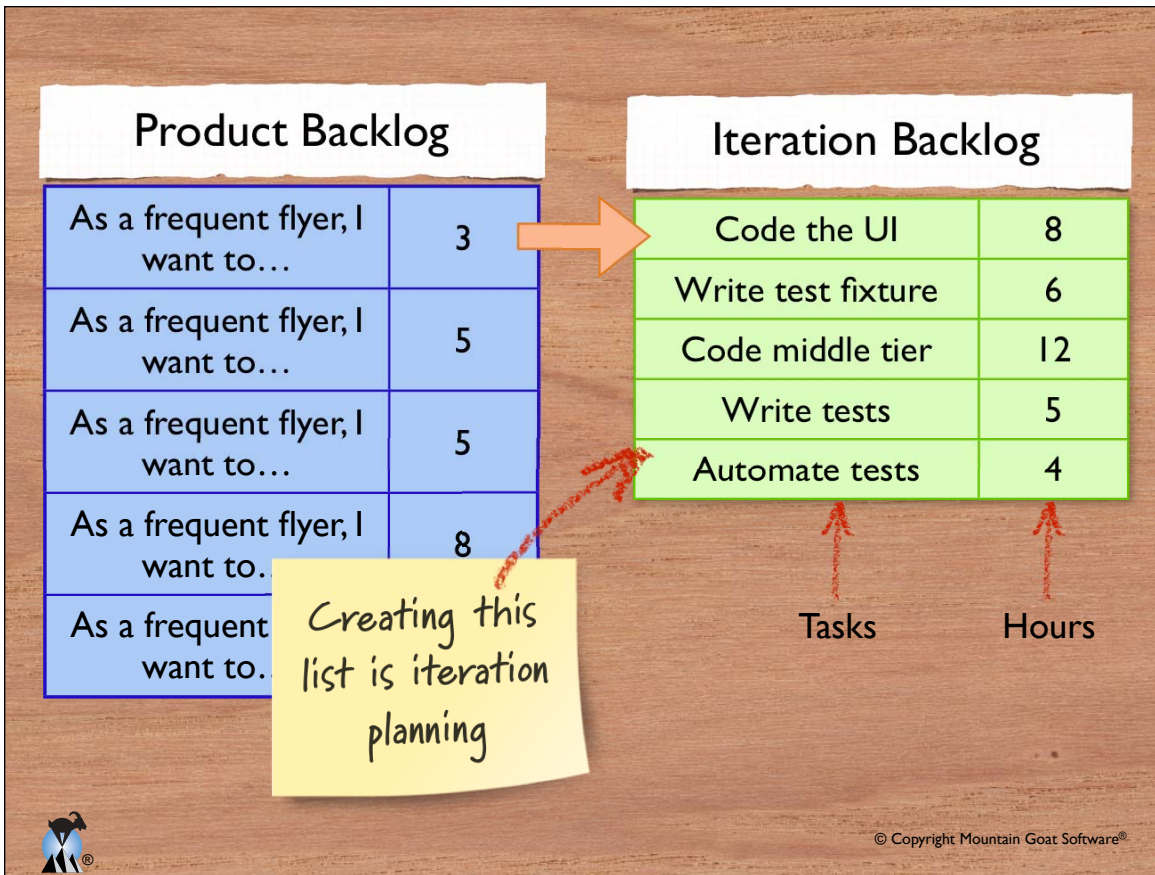 Product Backlog
As a frequent flyer, I
want to…
3
As a frequent flyer, I
want to…
5
As a frequent flyer, I
want to…
5
As a frequent flyer, I
want to..
8
As a frequent
want to..
Iteration Backlog
Code the UI
8
Write test fixture
6
Code middle tier
12
Write tests
5
Automate tests
4
Creating this
list is iteration
planning
Tasks
Hours
®
© Copyright Mountain Goat Software®